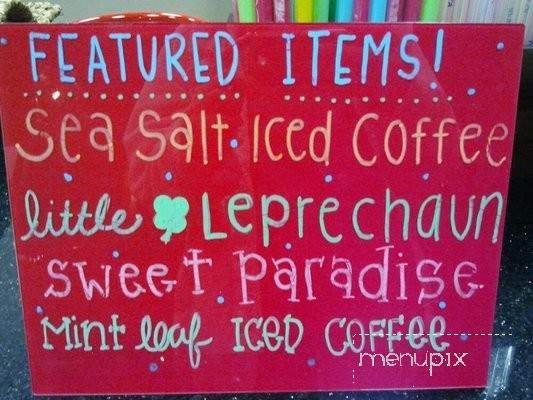 FEATURED ITEMS!
Sea Salt Iced Coffee
little Leprechaun
Sweet Paradise
Mint leaf ICED COFFEE
menupix